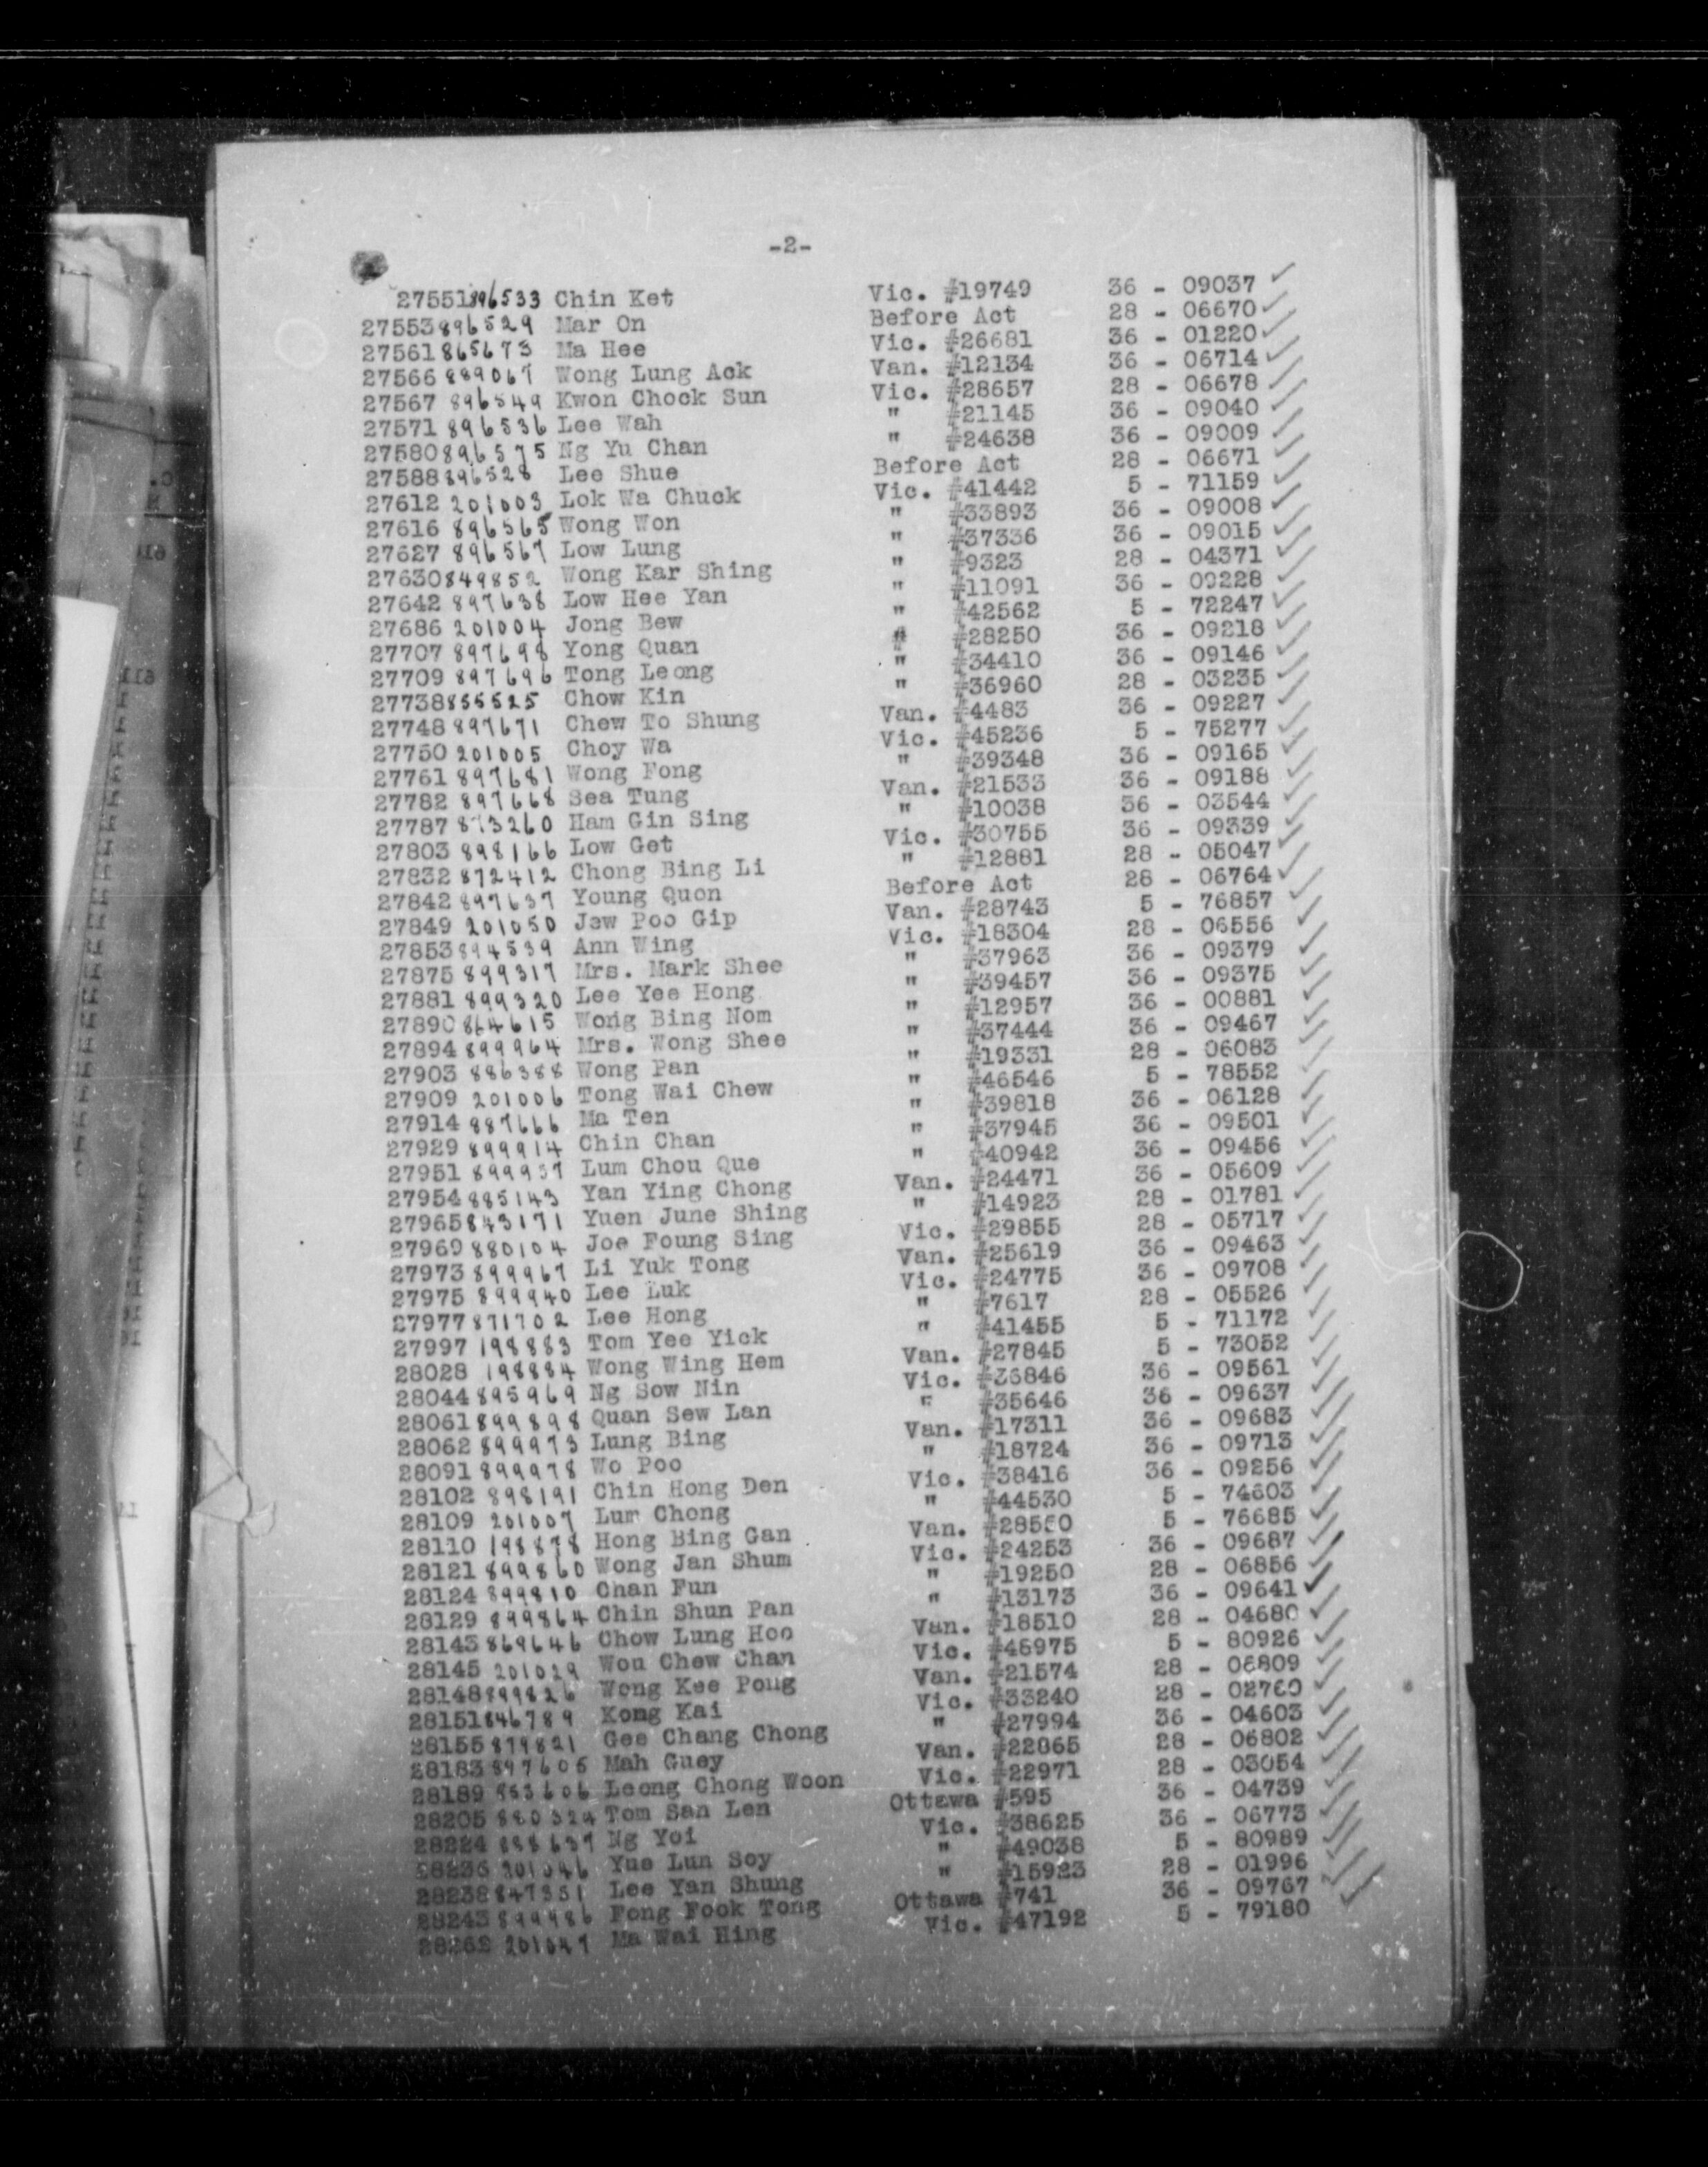 -2-
27551 896533 Chin Ket Vic. #19749 36 - 09037 ✓
27553 896529 Mar On Before Act 28 - 06670 ✓
27561 865673 Ma Hee Vic. #26681 36 - 01220 ✓
27566 889067 Wong Lung Ack Van. #12134 36 - 06714 ✓
27567 896549 Kwon Chock Sun Vic. #28657 28 - 06678 ✓
27571 896536 Lee Wah " #21145 36 - 09040 ✓
27580 896575 Ng Yu Chan " #24638 36 - 09009 ✓
27588 896528 Lee Shue Before Act 28 - 06671 ✓
27612 201003 Lok Wa Chuck Vic. #41442 5 - 71159 ✓
27616 896565 Wong Won " #33893 36 - 09008 ✓
27627 896567 Low Lung " #37336 36 - 09015 ✓
27630 849852 Wong Kar Shing " #9323 28 - 04371 ✓
27642 897638 Low Hee Yan " #11091 36 - 09228 ✓
27686 201004 Jong Bew " #42562 5 - 72247 ✓
27707 897698 Yong Quan " #28250 36 - 09218 ✓
27709 897696 Tong Leong " #34410 36 - 09146 ✓
27738 855525 Chow Kin " #36960 28 - 03235 ✓
27748 897671 Chew To Shung Van. #4483 36 - 09227 ✓
27750 201005 Choy Wa Vic. #45236 5 - 75277 ✓
27761 897681 Wong Fong " #39348 36 - 09165 ✓
27782 897668 Sea Tung Van. #21533 36 - 09188 ✓
27787 873260 Ham Gin Sing " #10038 36 - 03544 ✓
27803 898166 Low Get Vic. #30755 36 - 09339 ✓
27832 872412 Chong Bing Li " #12881 28 - 05047 ✓
27842 897637 Young Quon Before Act 28 - 06764 ✓
27849 201050 Jew Poo Gip Van. #28743 5 - 76857 ✓
27853 894539 Ann Wing Vic. #18304 28 - 06556 ✓
27875 899317 Mrs. Mark Shee " #37963 36 - 09379 ✓
27881 899320 Lee Yee Hong " #39457 36 - 09375 ✓
27890 864615 Wong Bing Nom " #12957 36 - 00881 ✓
27894 899964 Mrs. Wong Shee " #37444 36 - 09467 ✓
27903 886388 Wong Pan " #19331 28 - 06083 ✓
27909 201006 Tong Wai Chew " #46546 5 - 78552 ✓
27914 887666 Ma Ten " #39818 36 - 06128 ✓
27929 899914 Chin Chan " #37945 36 - 09501 ✓
27951 899937 Lum Chou Que " #40942 36 - 09456 ✓
27954 885143 Yan Ying Chong Van. #24471 36 - 05609 ✓
27965 843171 Yuen June Shing " #14923 28 - 01781 ✓
27969 880104 Joe Foung Sing Vic. #29855 28 - 05717 ✓
27973 899967 Li Yuk Tong Van. #25619 36 - 09463 ✓
27975 899940 Lee Luk Vic. #24775 36 - 09708 ✓
27977 871702 Lee Hong " #7617 28 - 05526 ✓
27997 198883 Tom Yee Yick " #41455 5 - 71172 ✓
28028 198884 Wong Wing Hem Van. #27845 5 - 73052 ✓
28044 895969 Ng Sow Nin Vic. #36846 36 - 09561 ✓
28061 899898 Quan Sew Lan " #35646 36 - 09637 ✓
28062 899973 Lung Bing Van. #17311 36 - 09683 ✓
28091 899978 Wo Poo " #18724 36 - 09713 ✓
28102 898191 Chin Hong Den Vic. #38416 36 - 09256 ✓
28109 201007 Lum Chong " #44530 5 - 74603 ✓
28110 198878 Hong Bing Gan Van. #28550 5 - 76685 ✓
28121 899860 Wong Jan Shum Vic. #24253 36 - 09687 ✓
28124 899810 Chan Fun " #19250 28 - 06856 ✓
28129 899864 Chin Shun Pan " #13173 36 - 09641 ✓
28143 869646 Chow Lung Hoo Van. #18510 28 - 04680 ✓
28145 201029 Wou Chew Chan Vic. #46975 5 - 80926 ✓
28148 899826 Wong Kee Poug Van. #21574 28 - 06809 ✓
28151 846789 Kong Kai Vic. #33240 28 - 02760 ✓
28155 879821 Gee Chang Chong " #27994 36 - 04603 ✓
28183 897605 Mah Guey Van. #22865 28 - 06802 ✓
28189 853606 Leong Chong Woon Vic. #22971 28 - 03054 ✓
28205 880324 Tom San Len Ottawa #595 36 - 04739 ✓
28224 888637 Ng Yoi Vic. #38625 36 - 06773 ✓
28236 201046 Yue Lun Soy " #49038 5 - 80989 ✓
28238 847351 Lee Yan Shung " #15923 28 - 01996 ✓
28243 899986 Fong Fook Tong Ottawa #741 36 - 09767 ✓
28262 201047 Ma Wai Hing Vic. #47192 5 - 79180 ✓